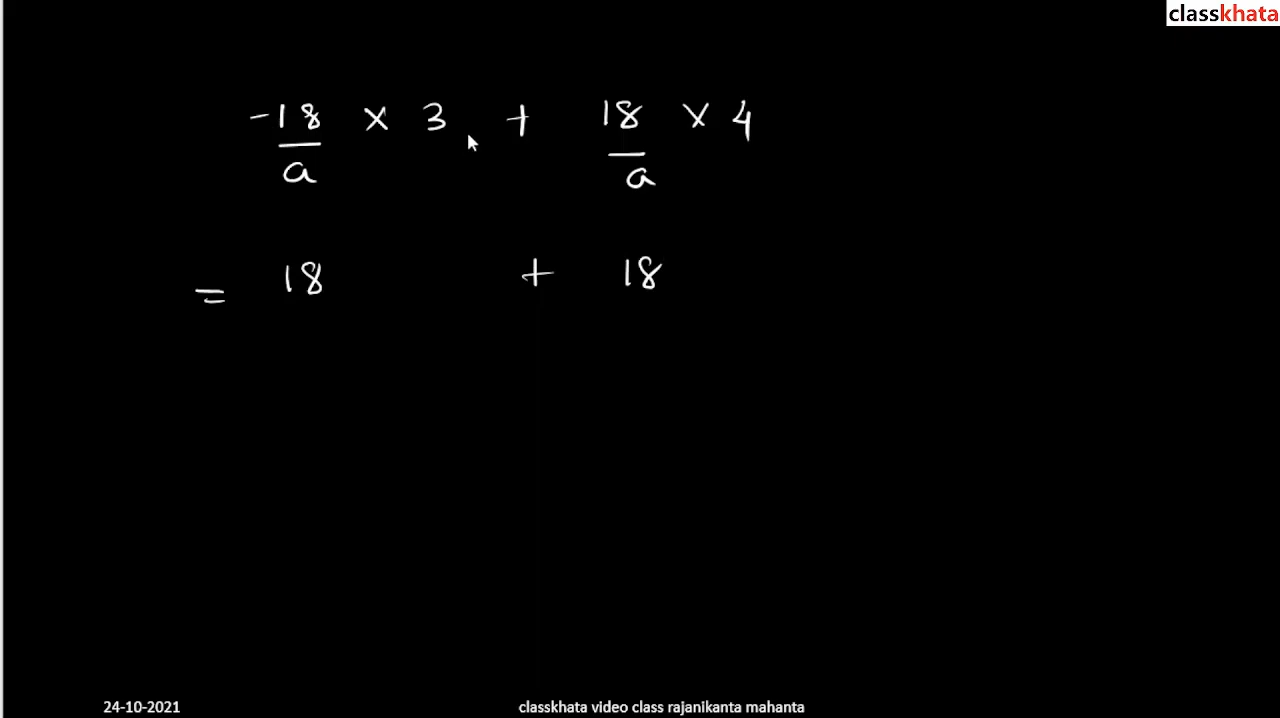 classkhata
-18 × 3 + 18 × 4
a a
= 18 + 18
24-10-2021 classkhata video class rajanikanta mahanta